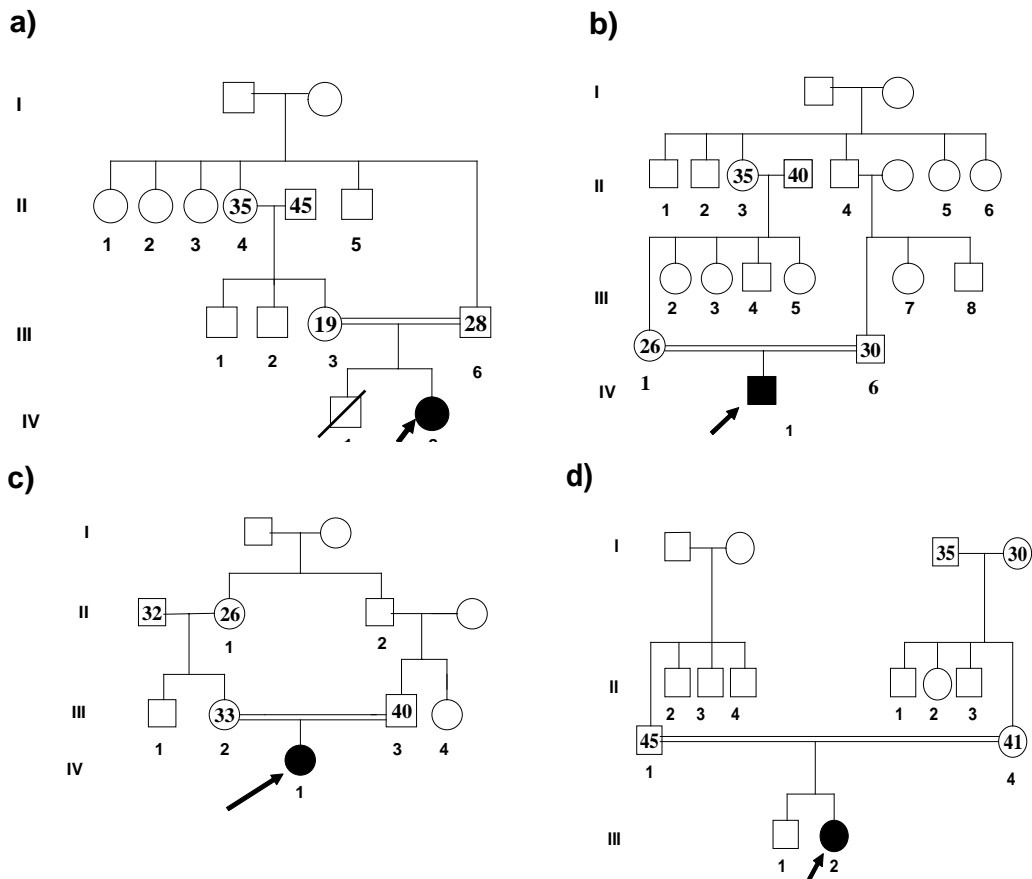 a)
I
II
35 45
1 2 3 4 5
III
19 28
1 2 3 6
IV
b)
I
II
35 40
1 2 3 4 5 6
III
2 3 4 5 7 8
26 30
1 6
IV
1
c)
I
II
32 26
1 2
III
33 40
1 2 3 4
IV
1
d)
I
35 30
II
2 3 4 1 2 3
45 41
1 4
III
1 2